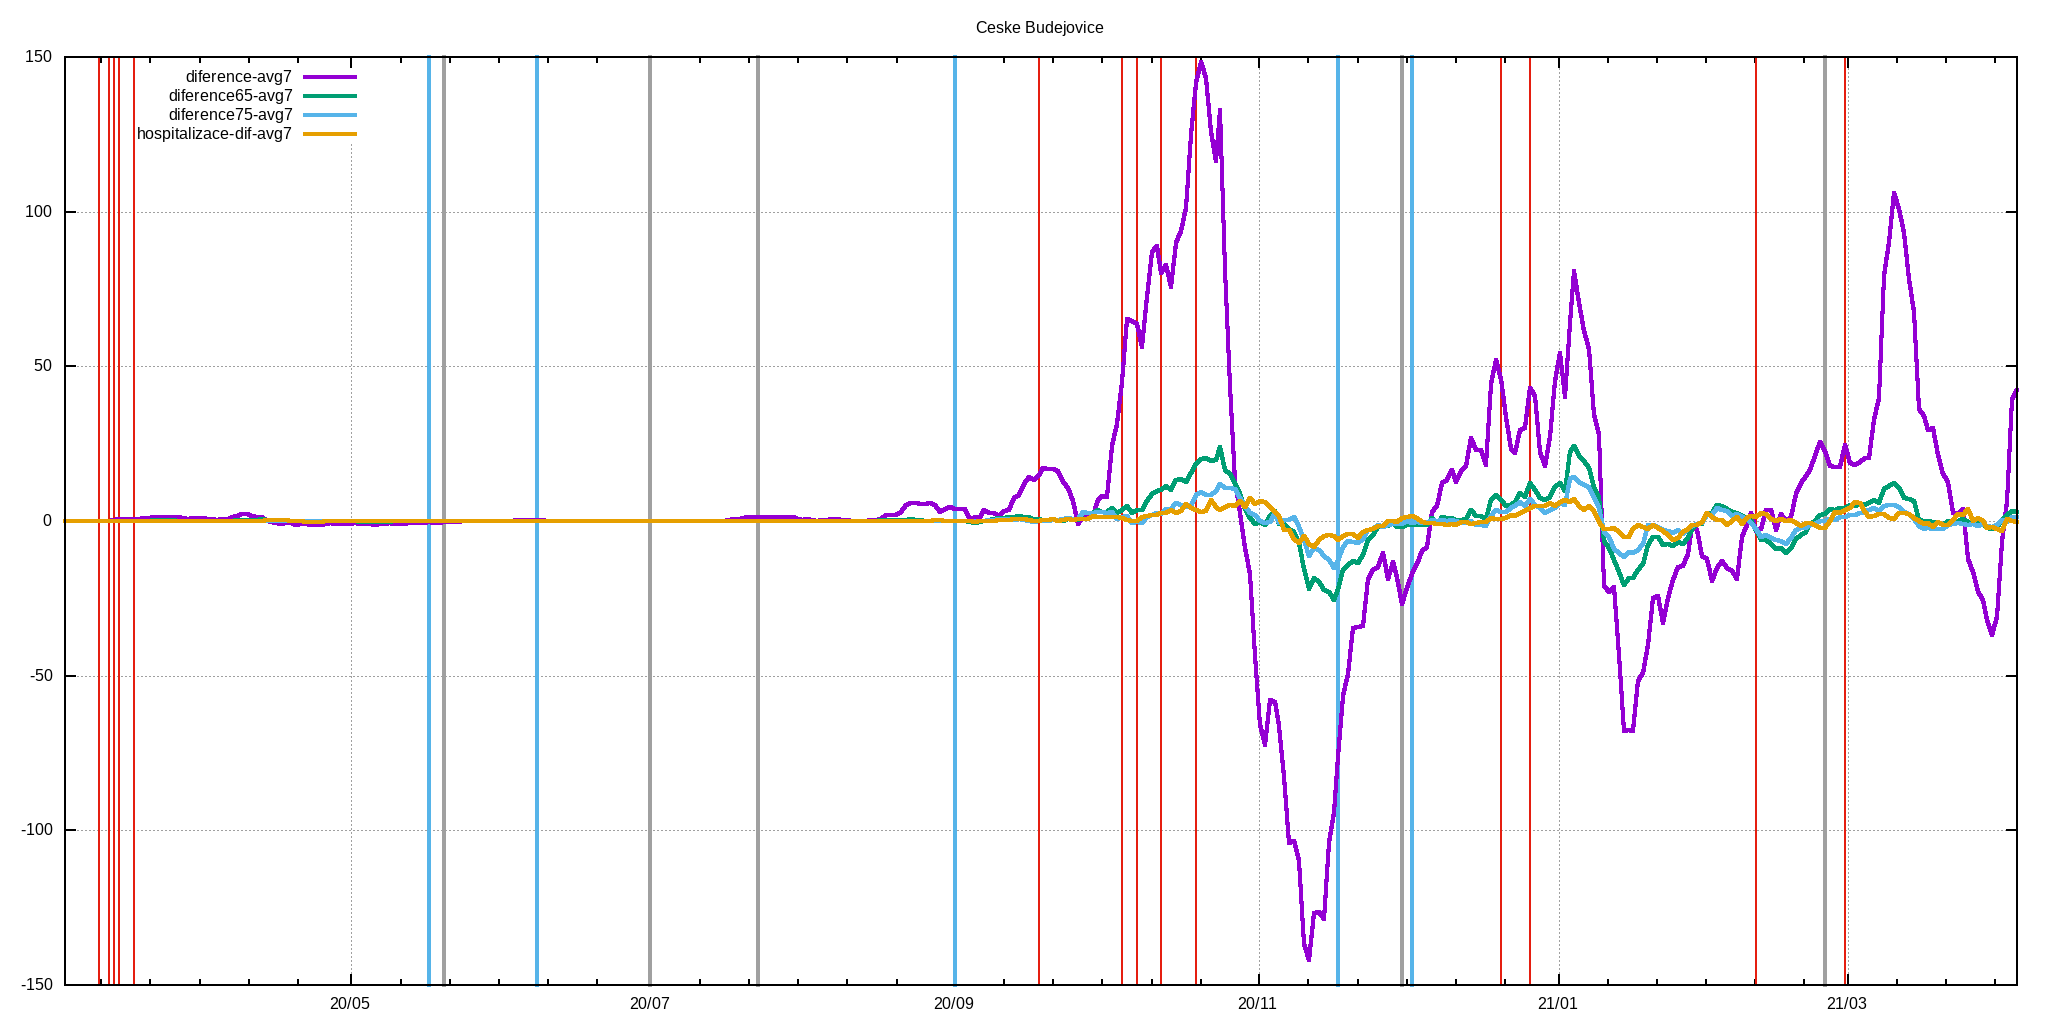 Ceske Budejovice
diference-avg7
diference65-avg7
diference75-avg7
hospitalizace-dif-avg7
150
100
50
0
-50
-100
-150
20/05 20/07 20/09 20/11 21/01 21/03